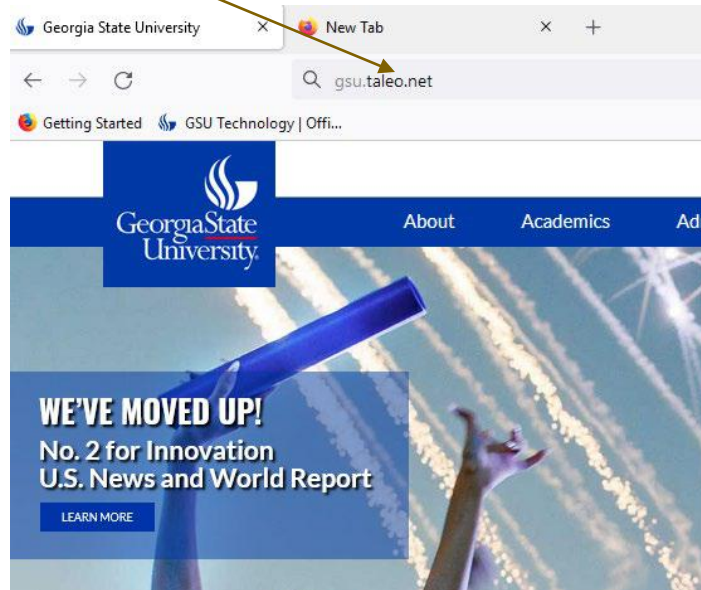 Georgia State University
New Tab
gsu.taleo.net
Getting Started
GSU Technology | Offi...
GeorgiaState
University
About
Academics
Ad
WE'VE MOVED UP!
No. 2 for Innovation
U.S. News and World Report
LEARN MORE